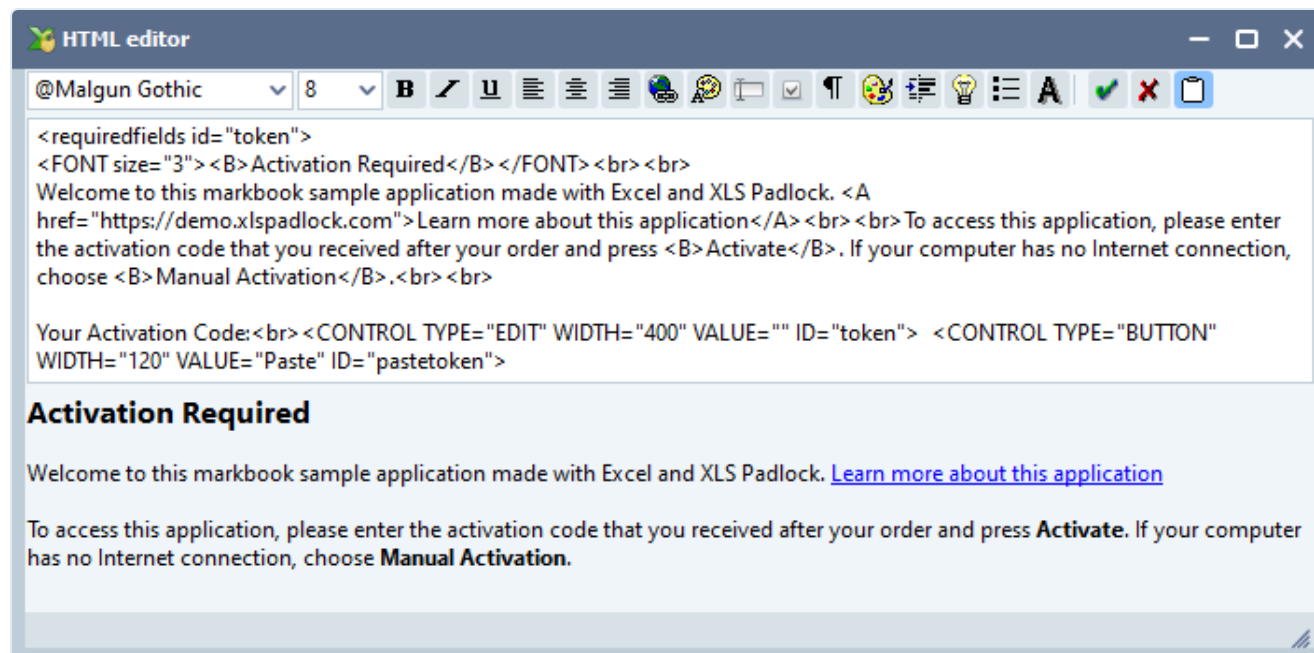 HTML editor
@Malgun Gothic 8 B I U ¶ A
<requiredfields id="token">
<FONT size="3"><B>Activation Required</B></FONT><br><br>
Welcome to this markbook sample application made with Excel and XLS Padlock. <A
href="https://demo.xlspadlock.com">Learn more about this application</A><br><br>To access this application, please enter
the activation code that you received after your order and press <B>Activate</B>. If your computer has no Internet connection,
choose <B>Manual Activation</B>.<br><br>
Your Activation Code:<br><CONTROL TYPE="EDIT" WIDTH="400" VALUE="" ID="token">  <CONTROL TYPE="BUTTON"
WIDTH="120" VALUE="Paste" ID="pastetoken">
Activation Required
Welcome to this markbook sample application made with Excel and XLS Padlock. Learn more about this application
To access this application, please enter the activation code that you received after your order and press Activate. If your computer
has no Internet connection, choose Manual Activation.